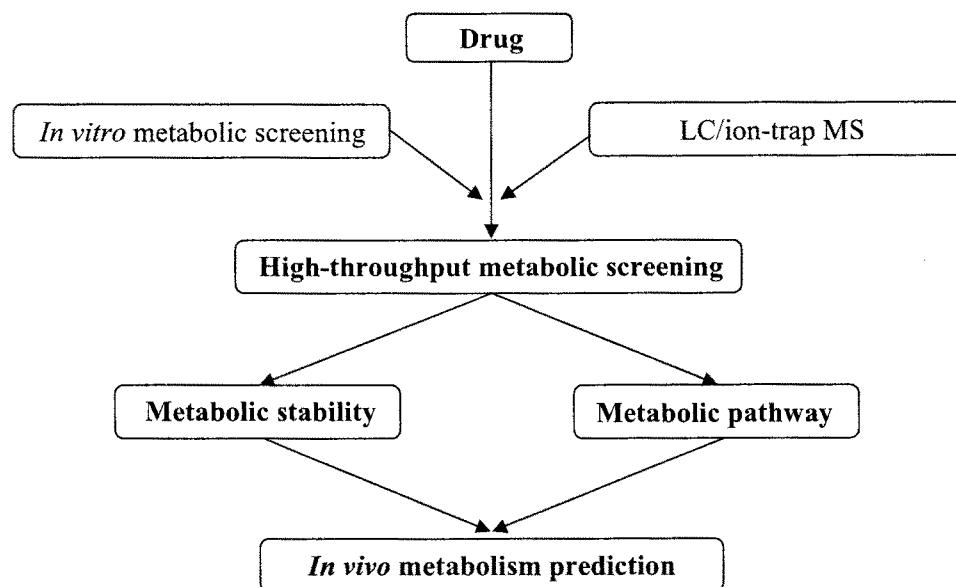 Drug
In vitro metabolic screening
LC/ion-trap MS
High-throughput metabolic screening
Metabolic stability
Metabolic pathway
In vivo metabolism prediction